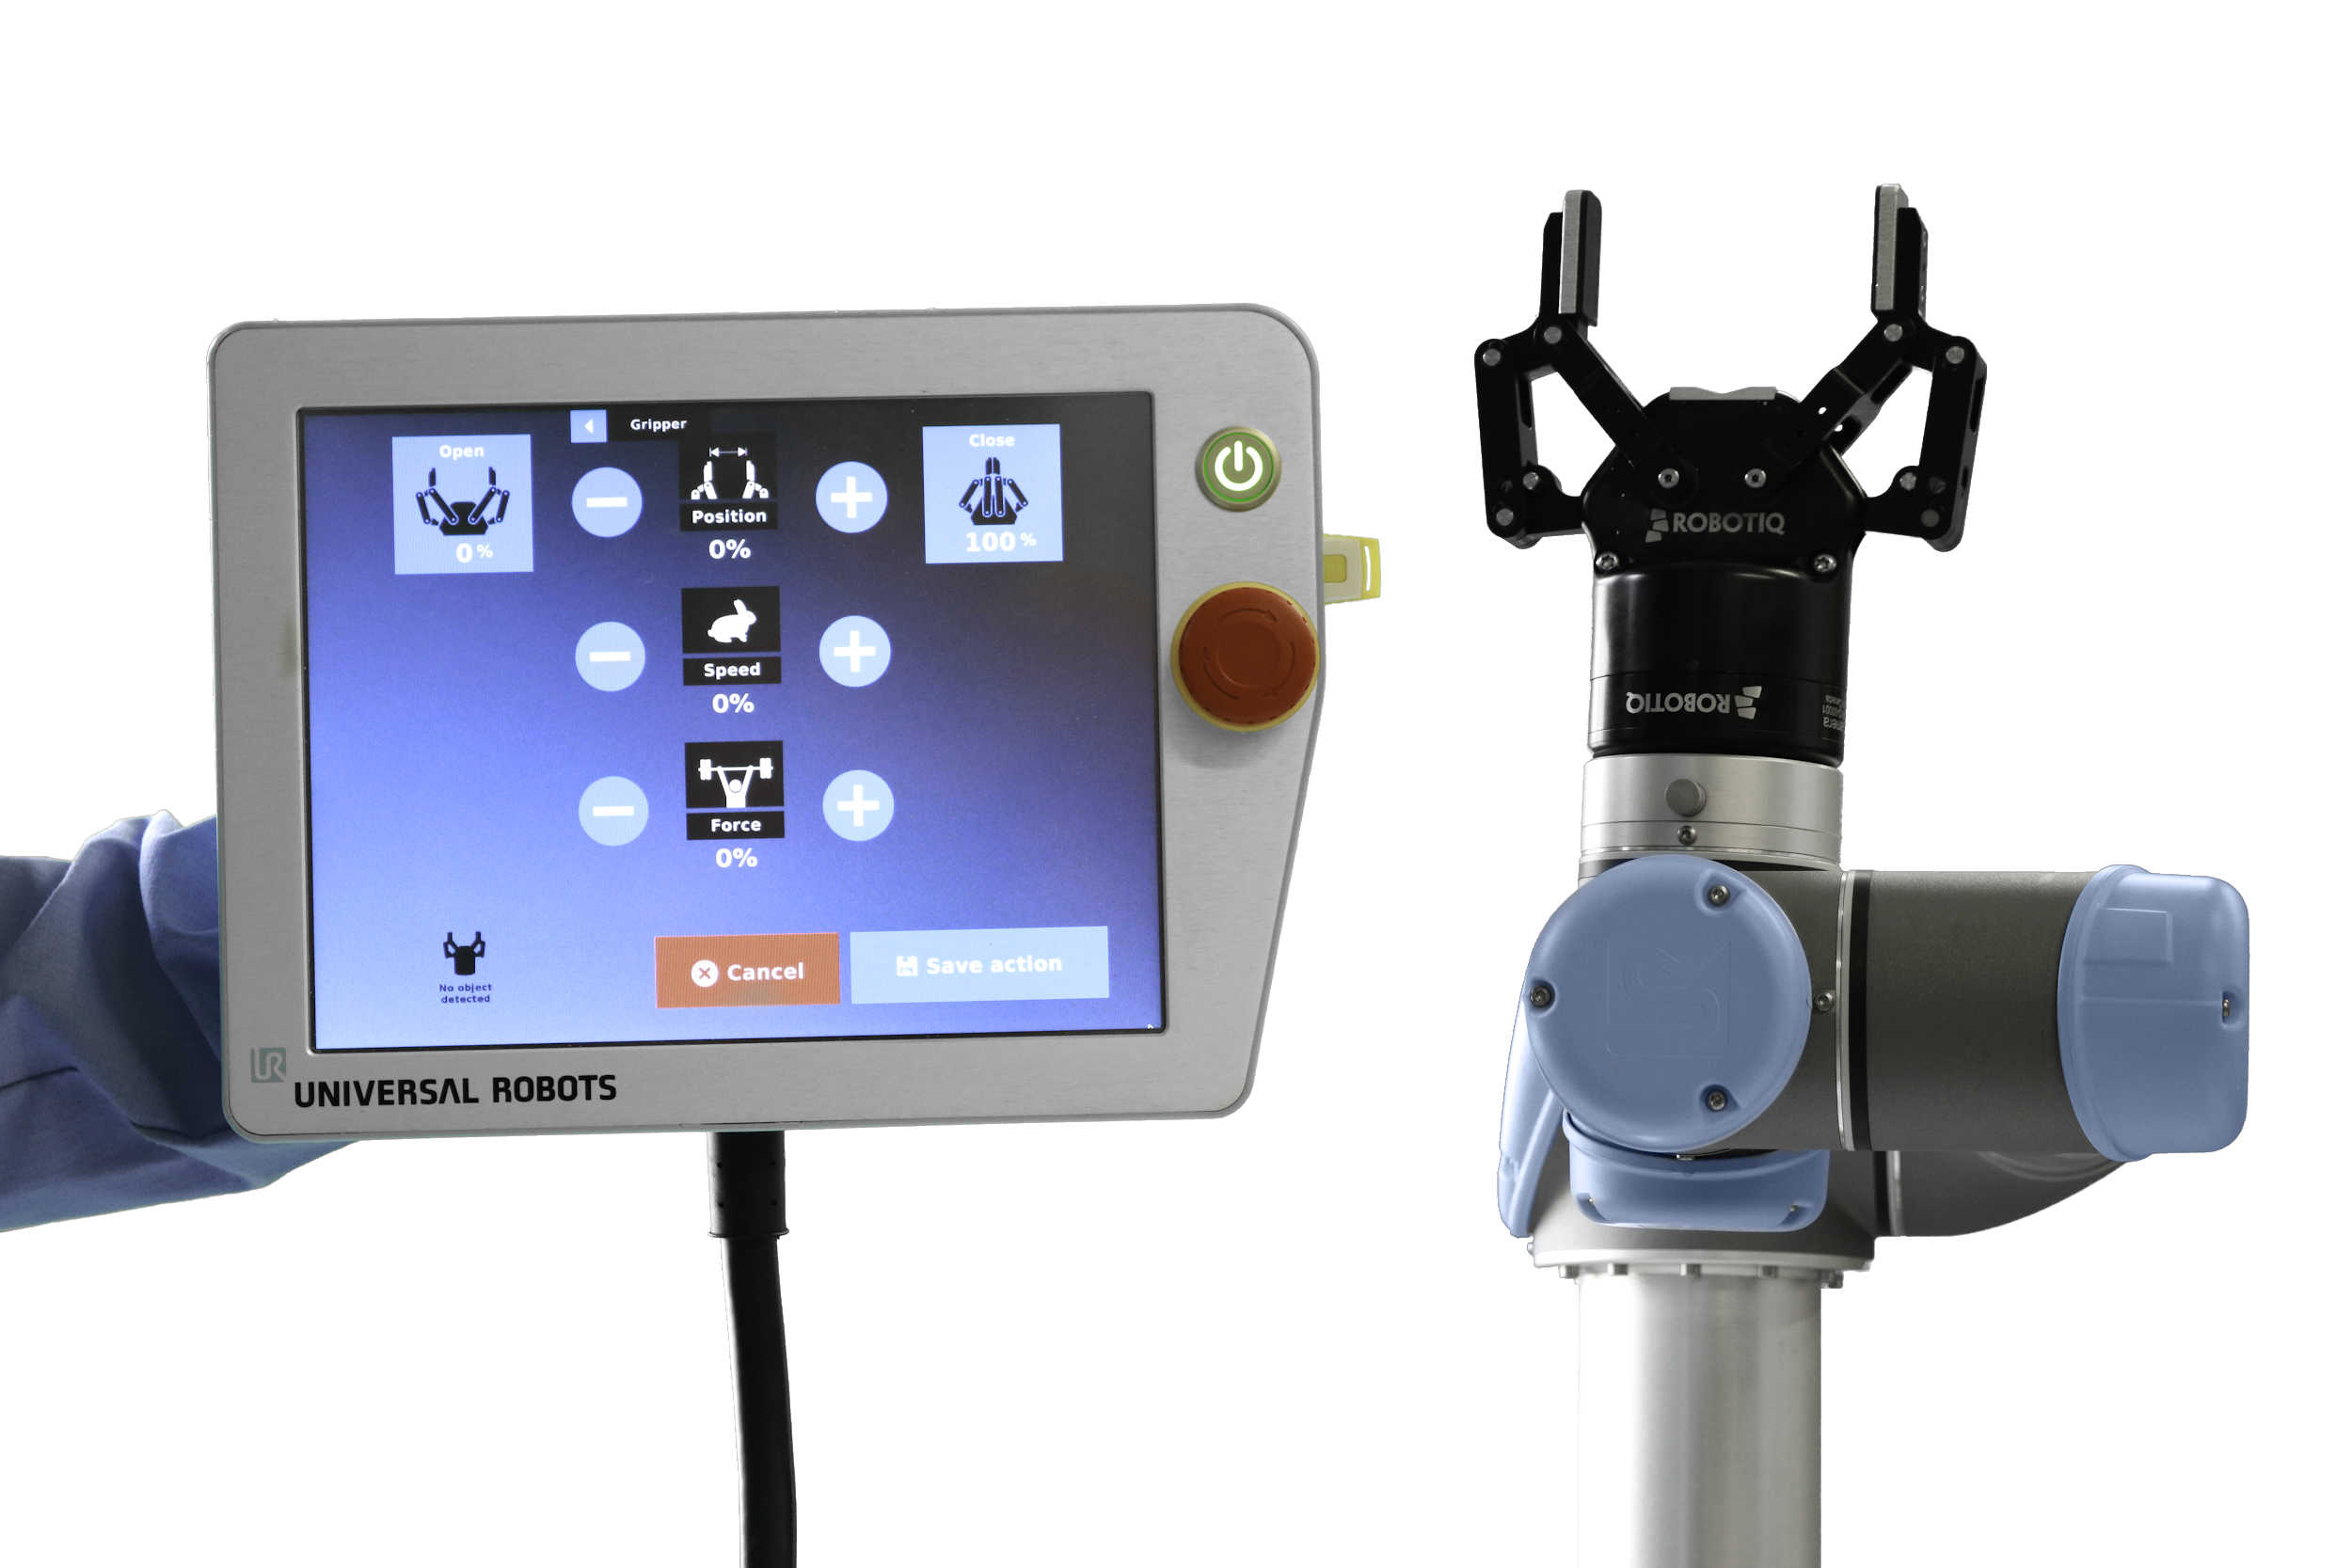 Gripper
Open
0 %
Position
0%
Close
100 %
Speed
0%
Force
0%
No object
detected
Cancel
Save action
UR
UNIVERSAL ROBOTS
ROBOTIQ
ROBOTIQ